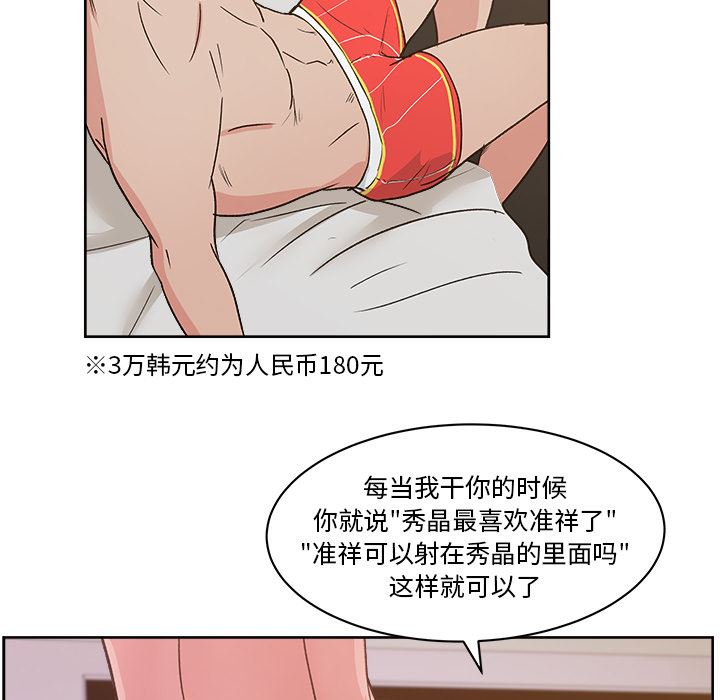 ※3万韩元约为人民币180元
每当我干你的时候
你就说"秀晶最喜欢准祥了"
"准祥可以射在秀晶的里面吗"
这样就可以了